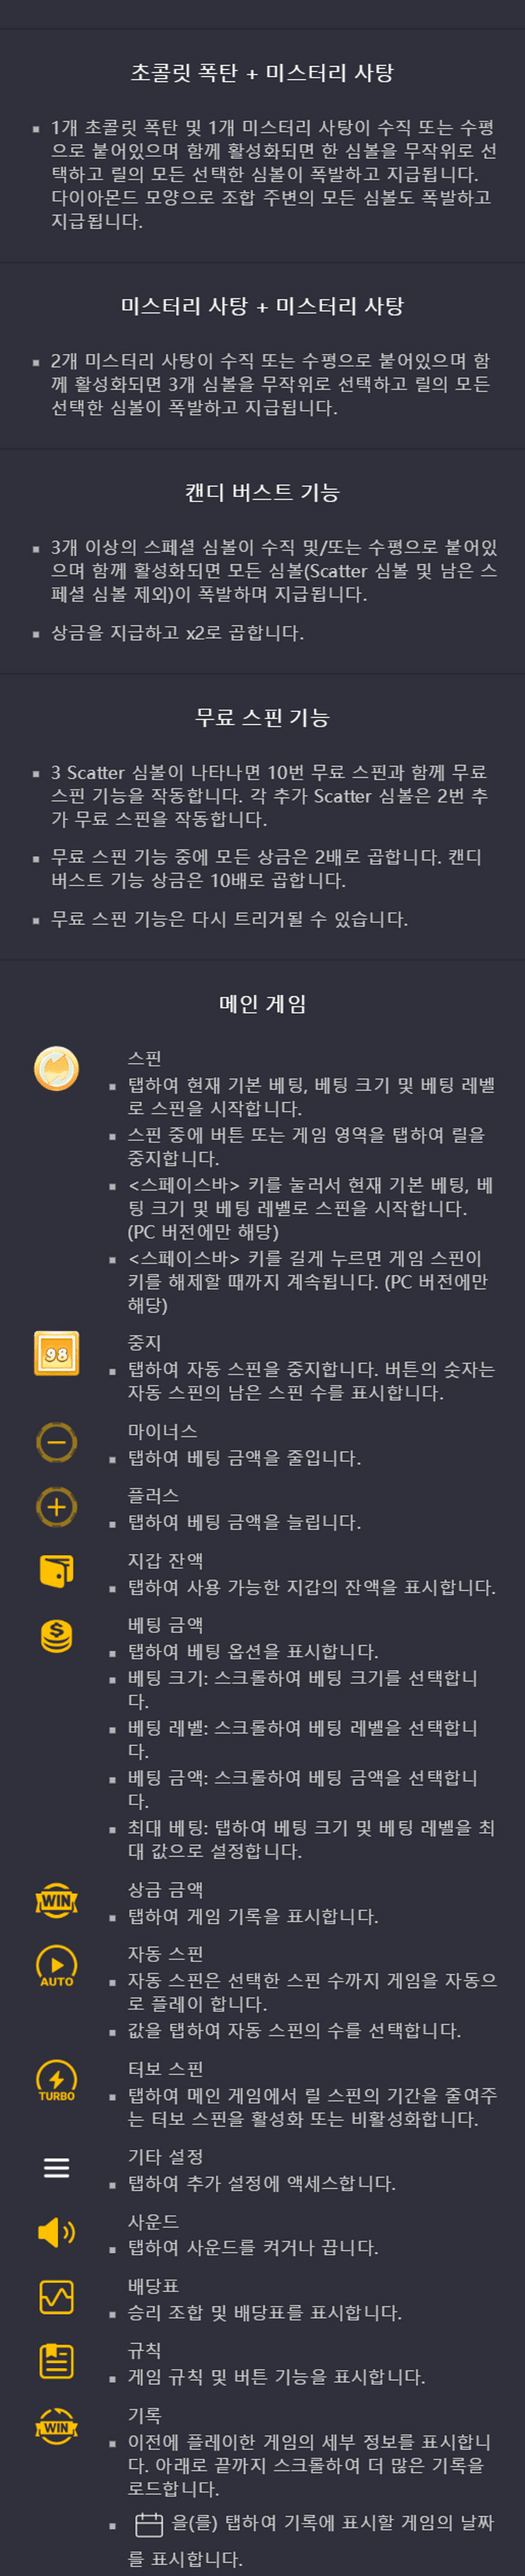 초콜릿 폭탄 + 미스터리 사탕
1개 초콜릿 폭탄 및 1개 미스터리 사탕이 수직 또는 수평
으로 붙어있으며 함께 활성화되면 한 심볼을 무작위로 선
택하고 릴의 모든 선택한 심볼이 폭발하고 지급됩니다.
다이아몬드 모양으로 조합 주변의 모든 심볼도 폭발하고
지급됩니다.
미스터리 사탕 + 미스터리 사탕
2개 미스터리 사탕이 수직 또는 수평으로 붙어있으며 함
께 활성화되면 3개 심볼을 무작위로 선택하고 릴의 모든
선택한 심볼이 폭발하고 지급됩니다.
캔디 버스트 기능
3개 이상의 스페셜 심볼이 수직 및/또는 수평으로 붙어있
으며 함께 활성화되면 모든 심볼(Scatter 심볼 및 남은 스
페셜 심볼 제외)이 폭발하며 지급됩니다.
상금을 지급하고 x2로 곱합니다.
무료 스핀 기능
3 Scatter 심볼이 나타나면 10번 무료 스핀과 함께 무료
스핀 기능을 작동합니다. 각 추가 Scatter 심볼은 2번 추
가 무료 스핀을 작동합니다.
무료 스핀 기능 중에 모든 상금은 2배로 곱합니다. 캔디
버스트 기능 상금은 10배로 곱합니다.
무료 스핀 기능은 다시 트리거될 수 있습니다.
메인 게임
스핀
탭하여 현재 기본 베팅, 베팅 크기 및 베팅 레벨
로 스핀을 시작합니다.
스핀 중에 버튼 또는 게임 영역을 탭하여 릴을
중지합니다.
<스페이스바> 키를 눌러서 현재 기본 베팅, 베
팅 크기 및 베팅 레벨로 스핀을 시작합니다.
(PC 버전에만 해당)
<스페이스바> 키를 길게 누르면 게임 스핀이
키를 해제할 때까지 계속됩니다. (PC 버전에만
해당)
98
중지
탭하여 자동 스핀을 중지합니다. 버튼의 숫자는
자동 스핀의 남은 스핀 수를 표시합니다.
마이너스
탭하여 베팅 금액을 줄입니다.
플러스
탭하여 베팅 금액을 늘립니다.
지갑 잔액
탭하여 사용 가능한 지갑의 잔액을 표시합니다.
베팅 금액
탭하여 베팅 옵션을 표시합니다.
베팅 크기: 스크롤하여 베팅 크기를 선택합니
다.
베팅 레벨: 스크롤하여 베팅 레벨을 선택합니
다.
베팅 금액: 스크롤하여 베팅 금액을 선택합니
다.
최대 베팅: 탭하여 베팅 크기 및 베팅 레벨을 최
대 값으로 설정합니다.
WIN
상금 금액
탭하여 게임 기록을 표시합니다.
AUTO
자동 스핀
자동 스핀은 선택한 스핀 수까지 게임을 자동으
로 플레이 합니다.
값을 탭하여 자동 스핀의 수를 선택합니다.
TURBO
터보 스핀
탭하여 메인 게임에서 릴 스핀의 기간을 줄여주
는 터보 스핀을 활성화 또는 비활성화합니다.
기타 설정
탭하여 추가 설정에 액세스합니다.
사운드
탭하여 사운드를 켜거나 끕니다.
배당표
승리 조합 및 배당표를 표시합니다.
규칙
게임 규칙 및 버튼 기능을 표시합니다.
WIN
기록
이전에 플레이한 게임의 세부 정보를 표시합니
다. 아래로 끝까지 스크롤하여 더 많은 기록을
로드합니다.
을(를) 탭하여 기록에 표시할 게임의 날짜
를 표시합니다.